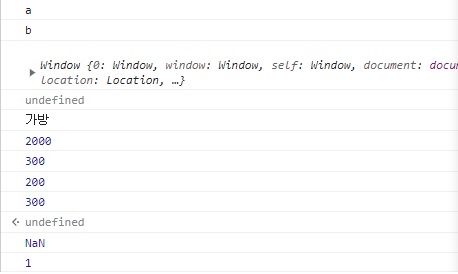 a
b
Window {0: Window, window: Window, self: Window, document: docu
location: Location, …}
undefined
가방
2000
300
200
300
undefined
NaN
1